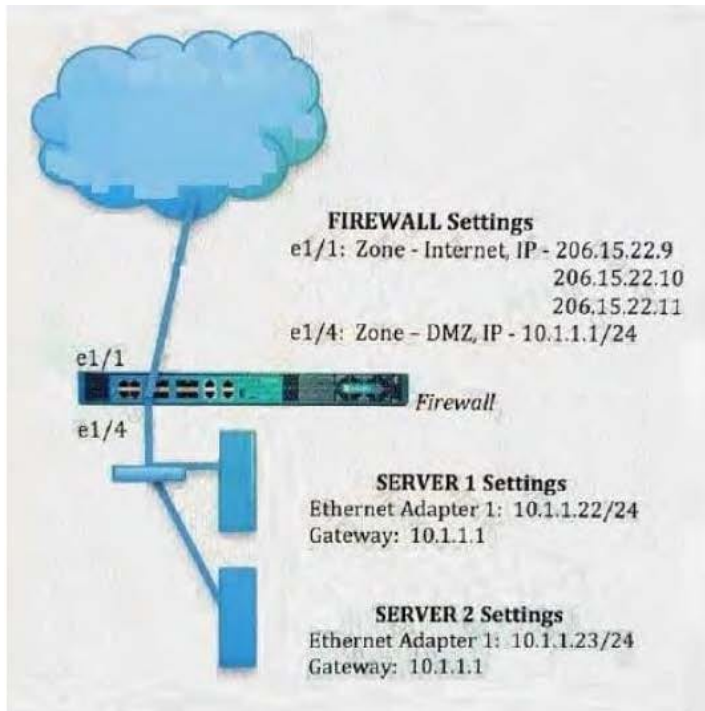 FIREWALL Settings
e1/1: Zone - Internet, IP - 206.15.22.9
206.15.22.10
206.15.22.11
e1/4: Zone – DMZ, IP - 10.1.1.1/24
e1/1
Firewall
e1/4
SERVER 1 Settings
Ethernet Adapter 1: 10.1.1.22/24
Gateway: 10.1.1.1
SERVER 2 Settings
Ethernet Adapter 1: 10.1.1.23/24
Gateway: 10.1.1.1